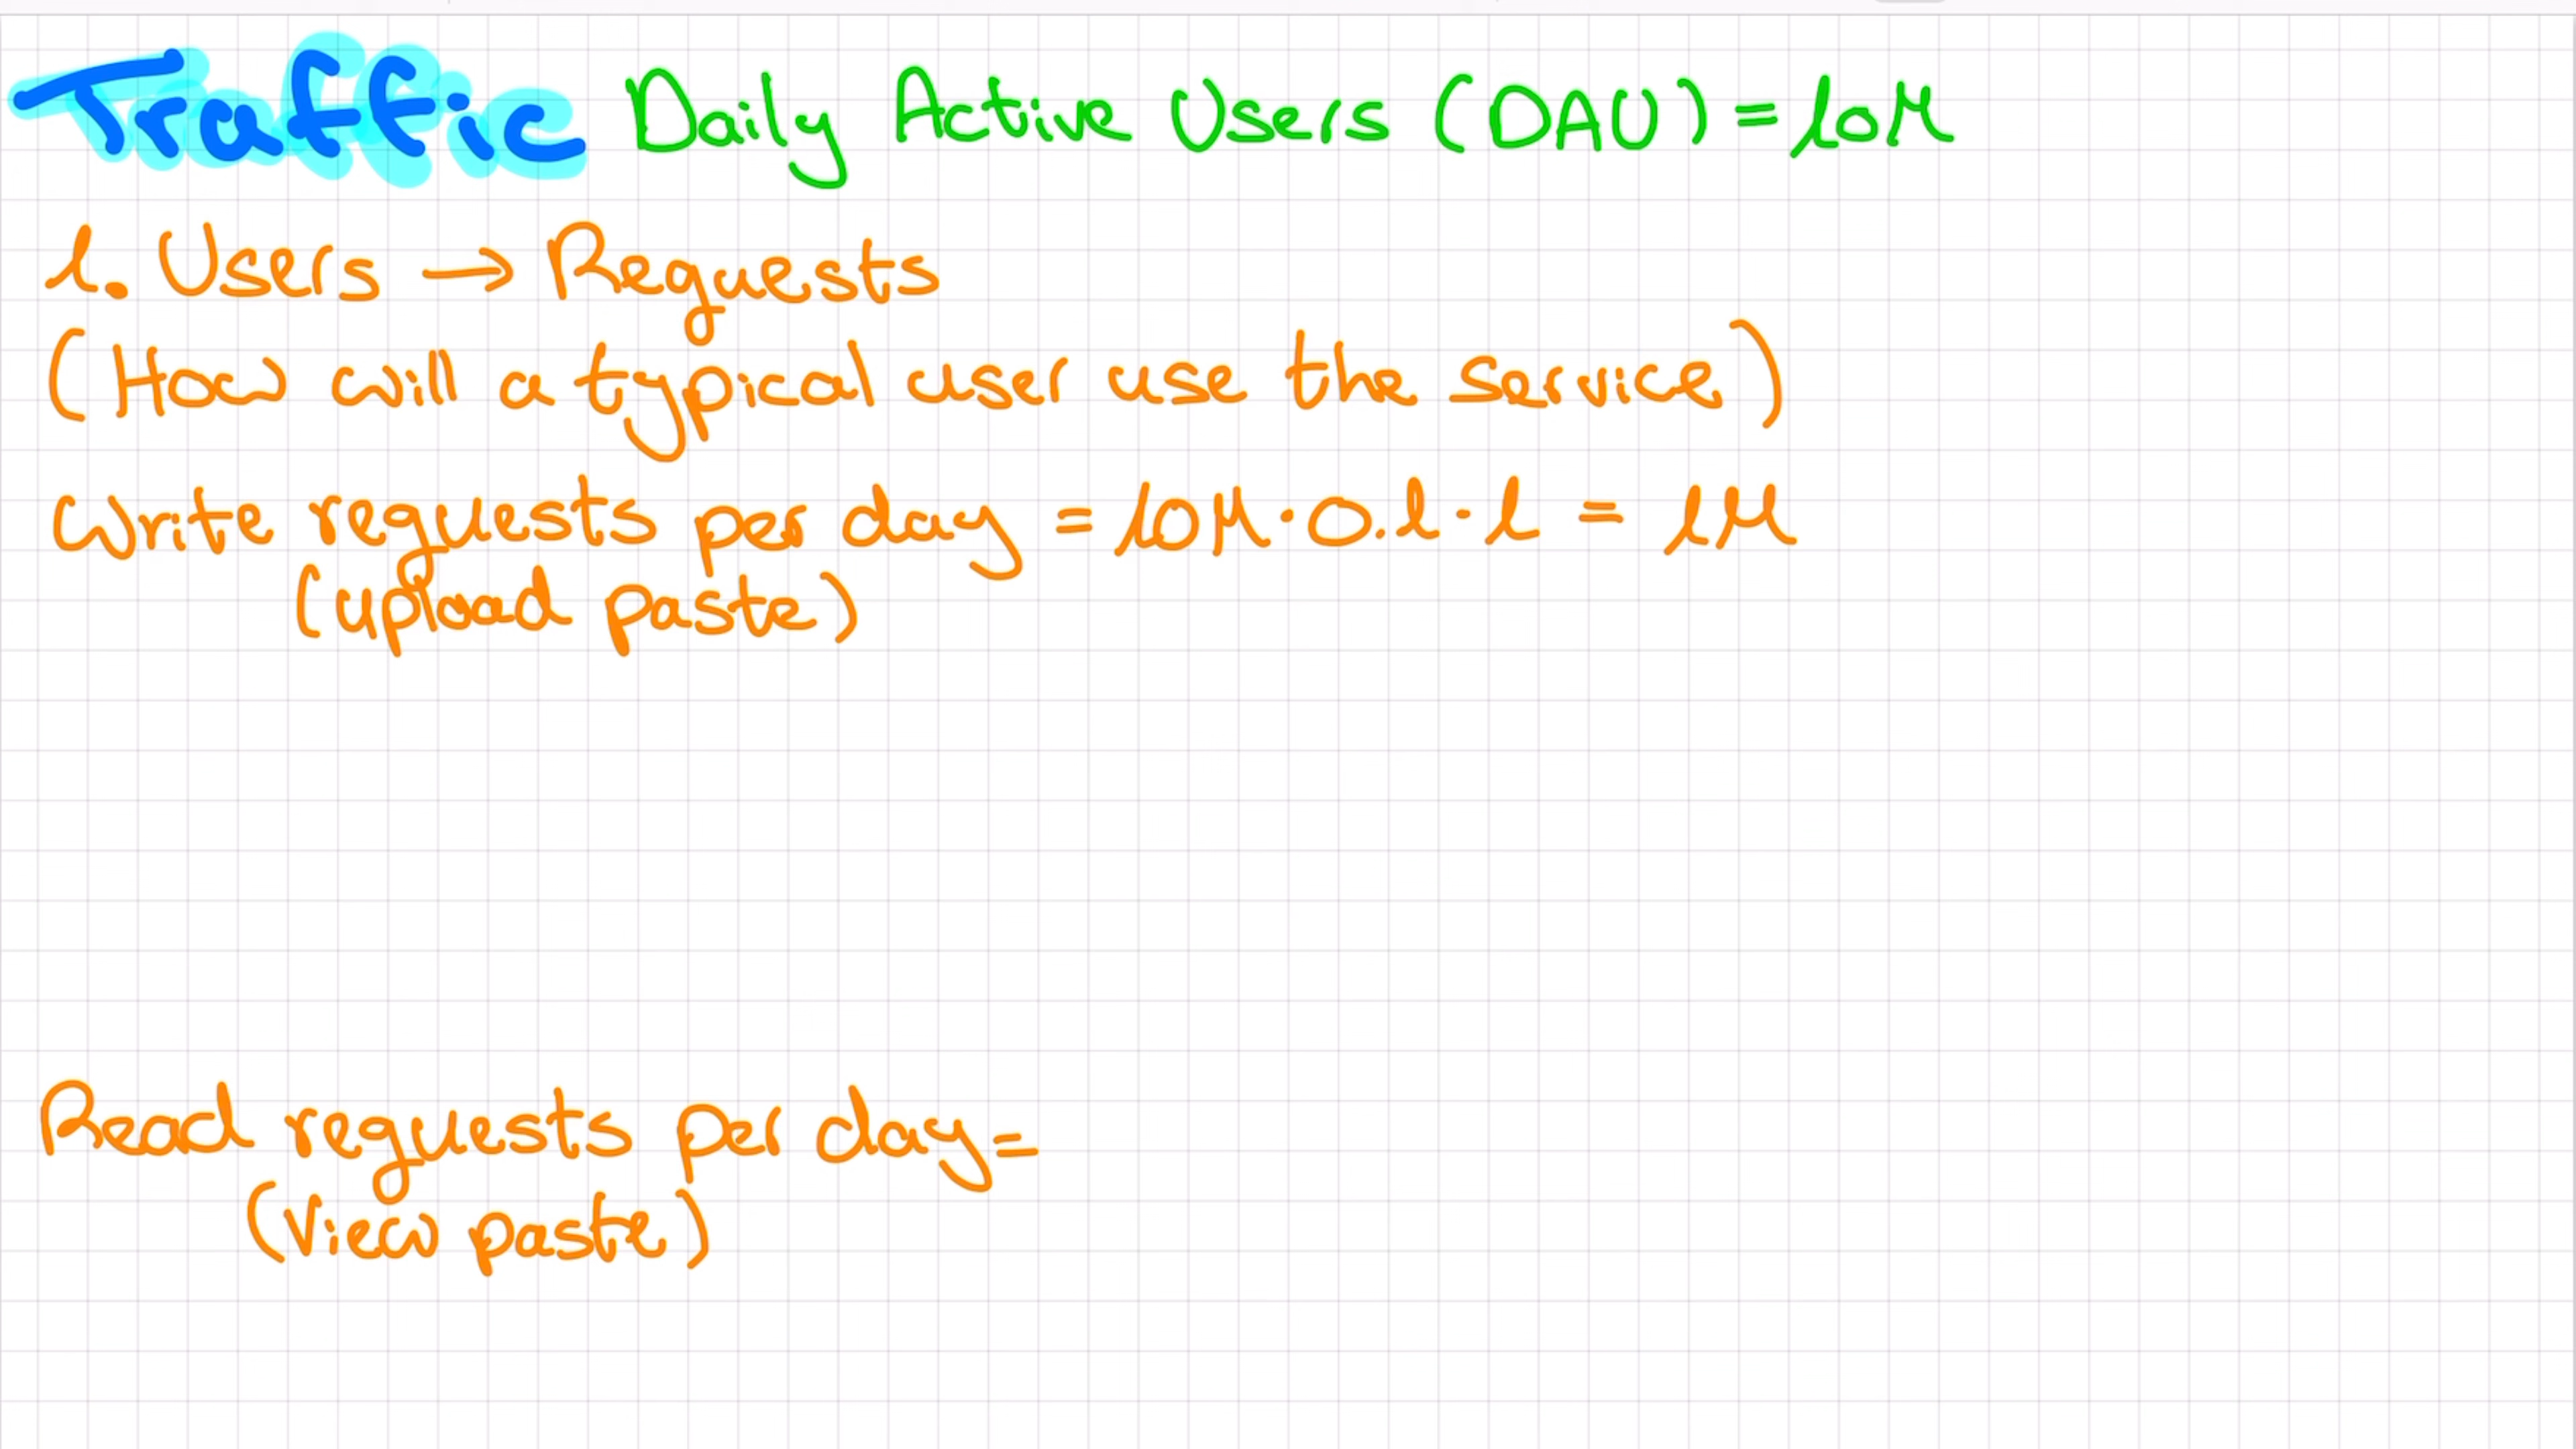 Traffic Daily Active Users (DAU) = 10M
1. Users → Requests
(How will a typical user use the service)
Write requests per day = 10M · 0.1 · 1 = 1M
(upload paste)
Read requests per day =
(View paste)